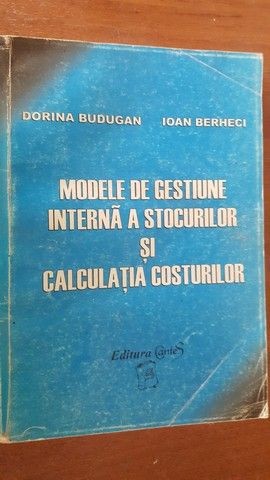 DORINA BUDUGAN IOAN BERHECI
MODELE DE GESTIUNE
INTERNĂ A STOCURILOR
ŞI
CALCULAŢIA COSTURILOR
Editura CanteS